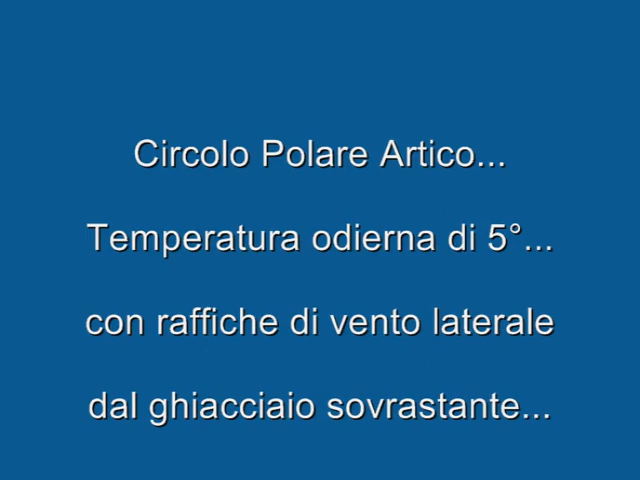 Circolo Polare Artico...
Temperatura odierna di 5°...
con raffiche di vento laterale
dal ghiacciaio sovrastante...